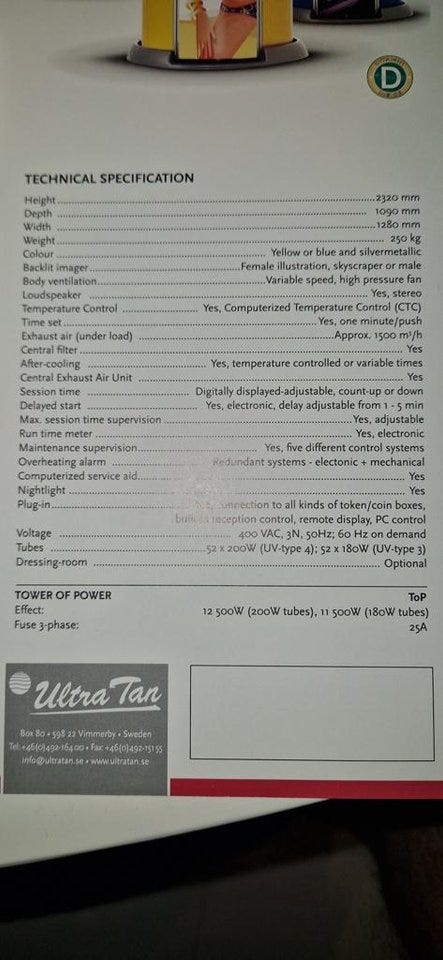 D
TECHNICAL SPECIFICATION
Height 2320 mm
Depth 1090 mm
Width 1280 mm
Weight 250 kg
Colour Yellow or blue and silvermetallic
Backlit imager Female illustration, skyscraper or male
Body ventilation Variable speed, high pressure fan
Loudspeaker Yes, stereo
Temperature Control Yes, Computerized Temperature Control (CTC)
Time set Yes, one minute/push
Exhaust air (under load) Approx. 1500 m³/h
Central filter Yes
After-cooling Yes, temperature controlled or variable times
Central Exhaust Air Unit Yes
Session time Digitally displayed-adjustable, count-up or down
Delayed start Yes, electronic, delay adjustable from 1 - 5 min
Max. session time supervision Yes, adjustable
Run time meter Yes, electronic
Maintenance supervision Yes, five different control systems
Overheating alarm Redundant systems - electonic + mechanical
Computerized service aid Yes
Nightlight Yes
Plug-in Yes, connection to all kinds of token/coin boxes,
reception control, remote display, PC control
Voltage 400 VAC, 3N, 50Hz; 60 Hz on demand
Tubes 52 x 200W (UV-type 4); 52 x 180W (UV-type 3)
Dressing-room Optional
TOWER OF POWER ToP
Effect: 12 500W (200W tubes), 11 500W (180W tubes)
Fuse 3-phase: 25A
Ultra Tan
Box 80 • 598 22 Vimmerby • Sweden
Tel: +46(0)492-164 00 • Fax: +46(0)492-151 55
info@ultratan.se • www.ultratan.se